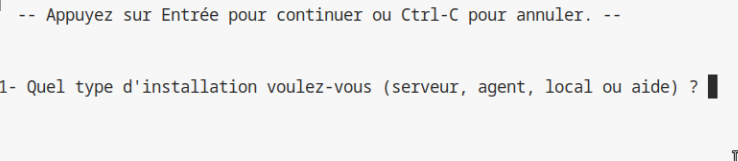 -- Appuyez sur Entrée pour continuer ou Ctrl-C pour annuler. --
1- Quel type d'installation voulez-vous (serveur, agent, local ou aide) ?